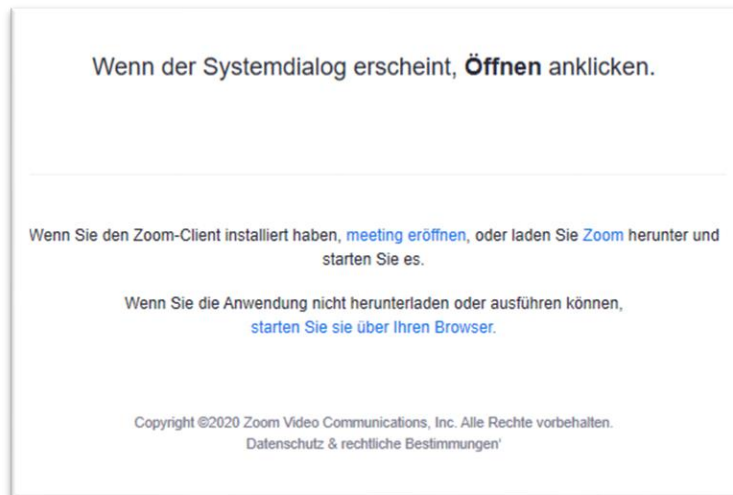 Wenn der Systemdialog erscheint, Öffnen anklicken.
Wenn Sie den Zoom-Client installiert haben, meeting eröffnen, oder laden Sie Zoom herunter und
starten Sie es.
Wenn Sie die Anwendung nicht herunterladen oder ausführen können,
starten Sie sie über Ihren Browser.
Copyright ©2020 Zoom Video Communications, Inc. Alle Rechte vorbehalten.
Datenschutz & rechtliche Bestimmungen'